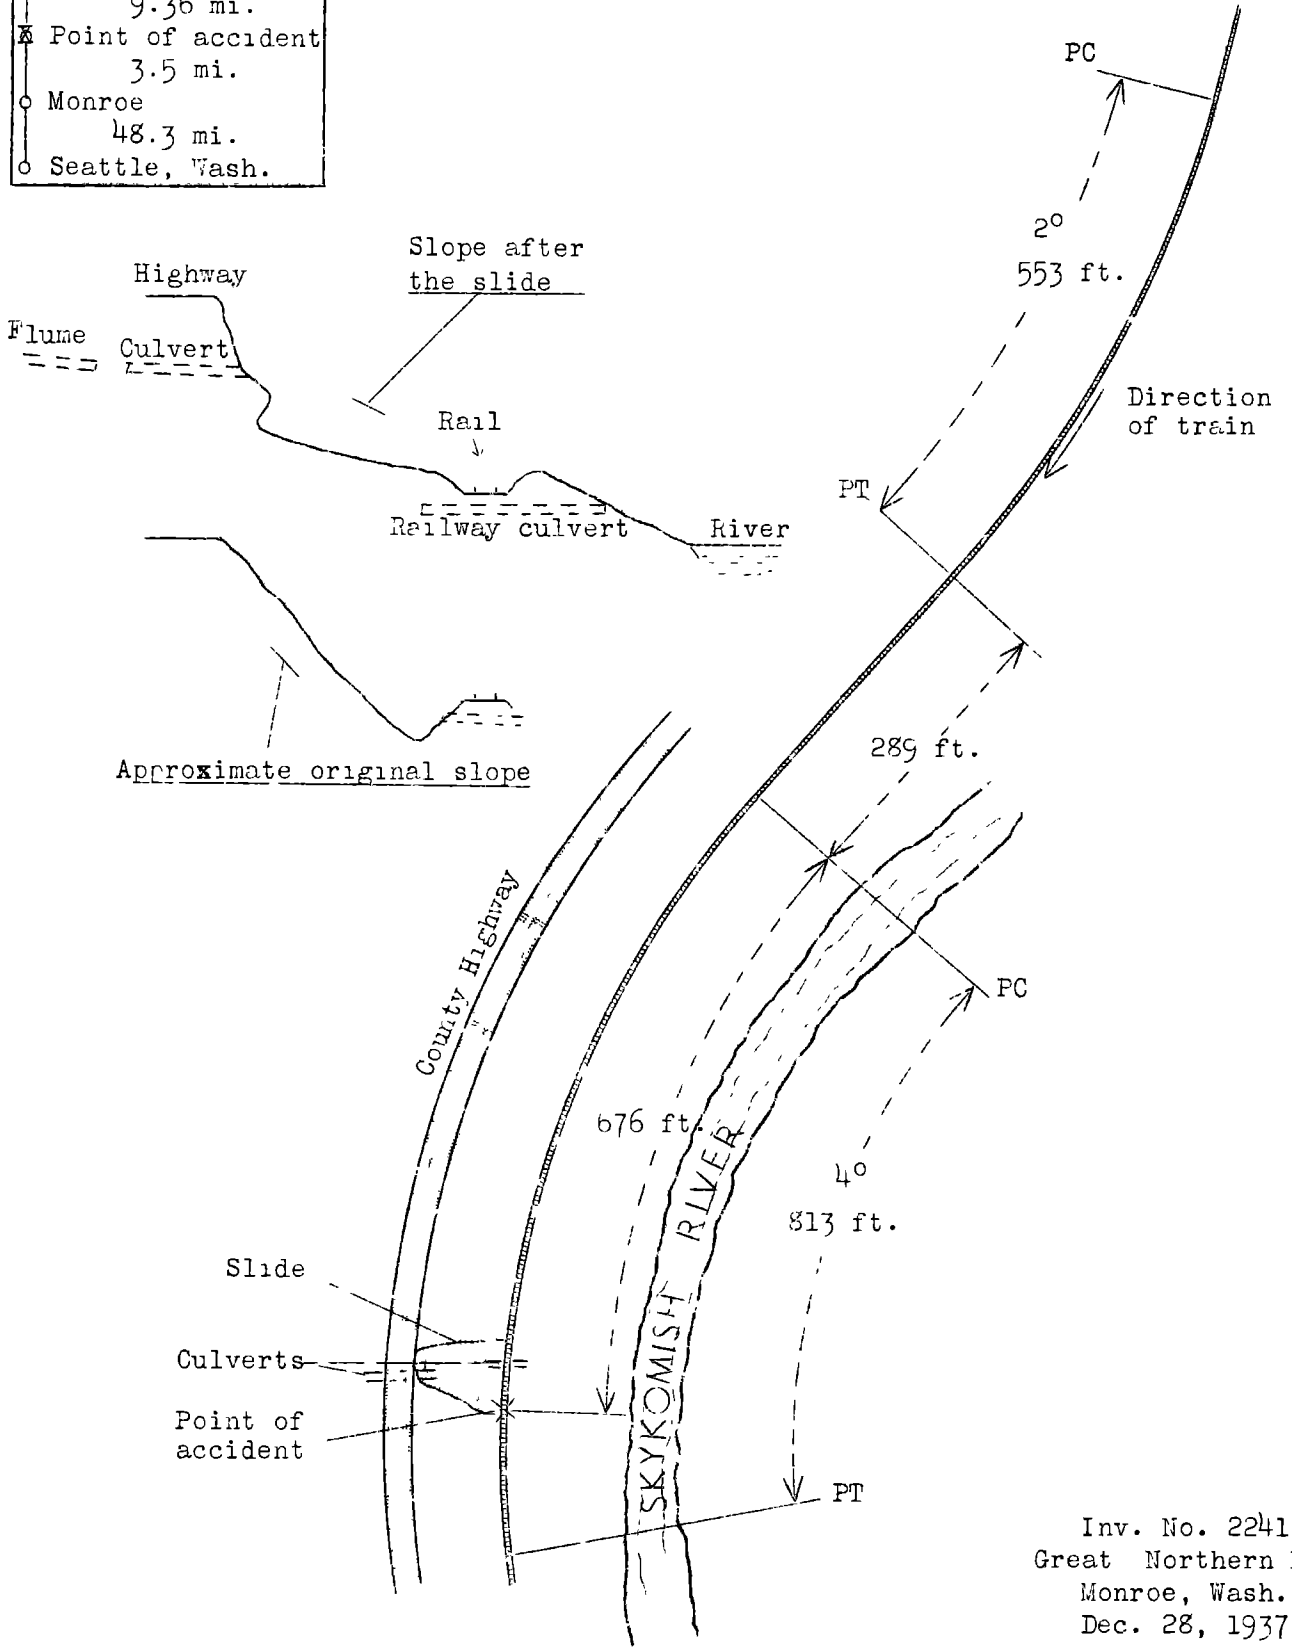 9.36 mi.
Point of accident
3.5 mi.
Monroe
48.3 mi.
Seattle, Wash.
PC
2°
553 ft.
Slope after
the slide
Highway
Flume
Culvert
Rail
Direction
of train
PT
Railway culvert
River
289 ft.
Approximate original slope
County Highway
PC
676 ft.
4°
813 ft.
SKYKOMISH RIVER
Slide
Culverts
Point of
accident
PT
Inv. No. 2241
Great Northern
Monroe, Wash.
Dec. 28, 1937